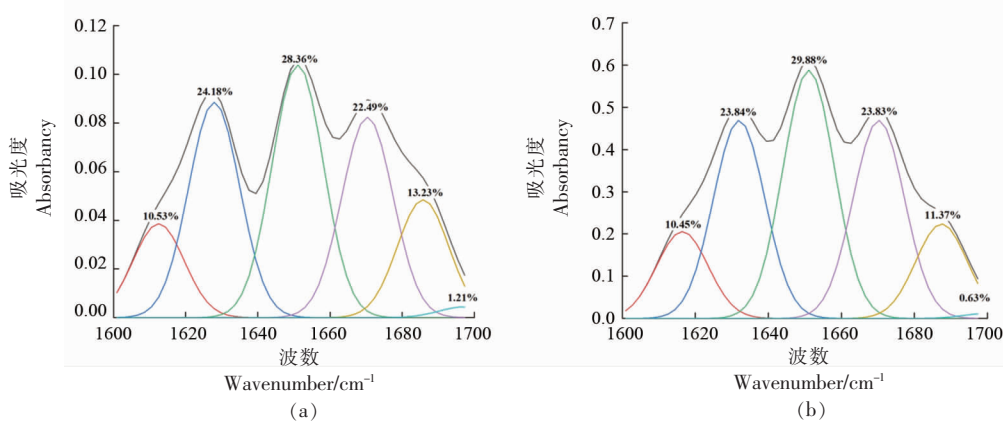 0.12
0.10
0.08
0.06
0.04
0.02
0.00
吸光度
Absorbancy
10.53%
24.18%
28.36%
22.49%
13.23%
1.21%
1600 1620 1640 1660 1680 1700
波数
Wavenumber/cm⁻¹
(a)
0.7
0.6
0.5
0.4
0.3
0.2
0.1
0.0
吸光度
Absorbancy
10.45%
23.84%
29.88%
23.83%
11.37%
0.63%
1600 1620 1640 1660 1680 1700
波数
Wavenumber/cm⁻¹
(b)